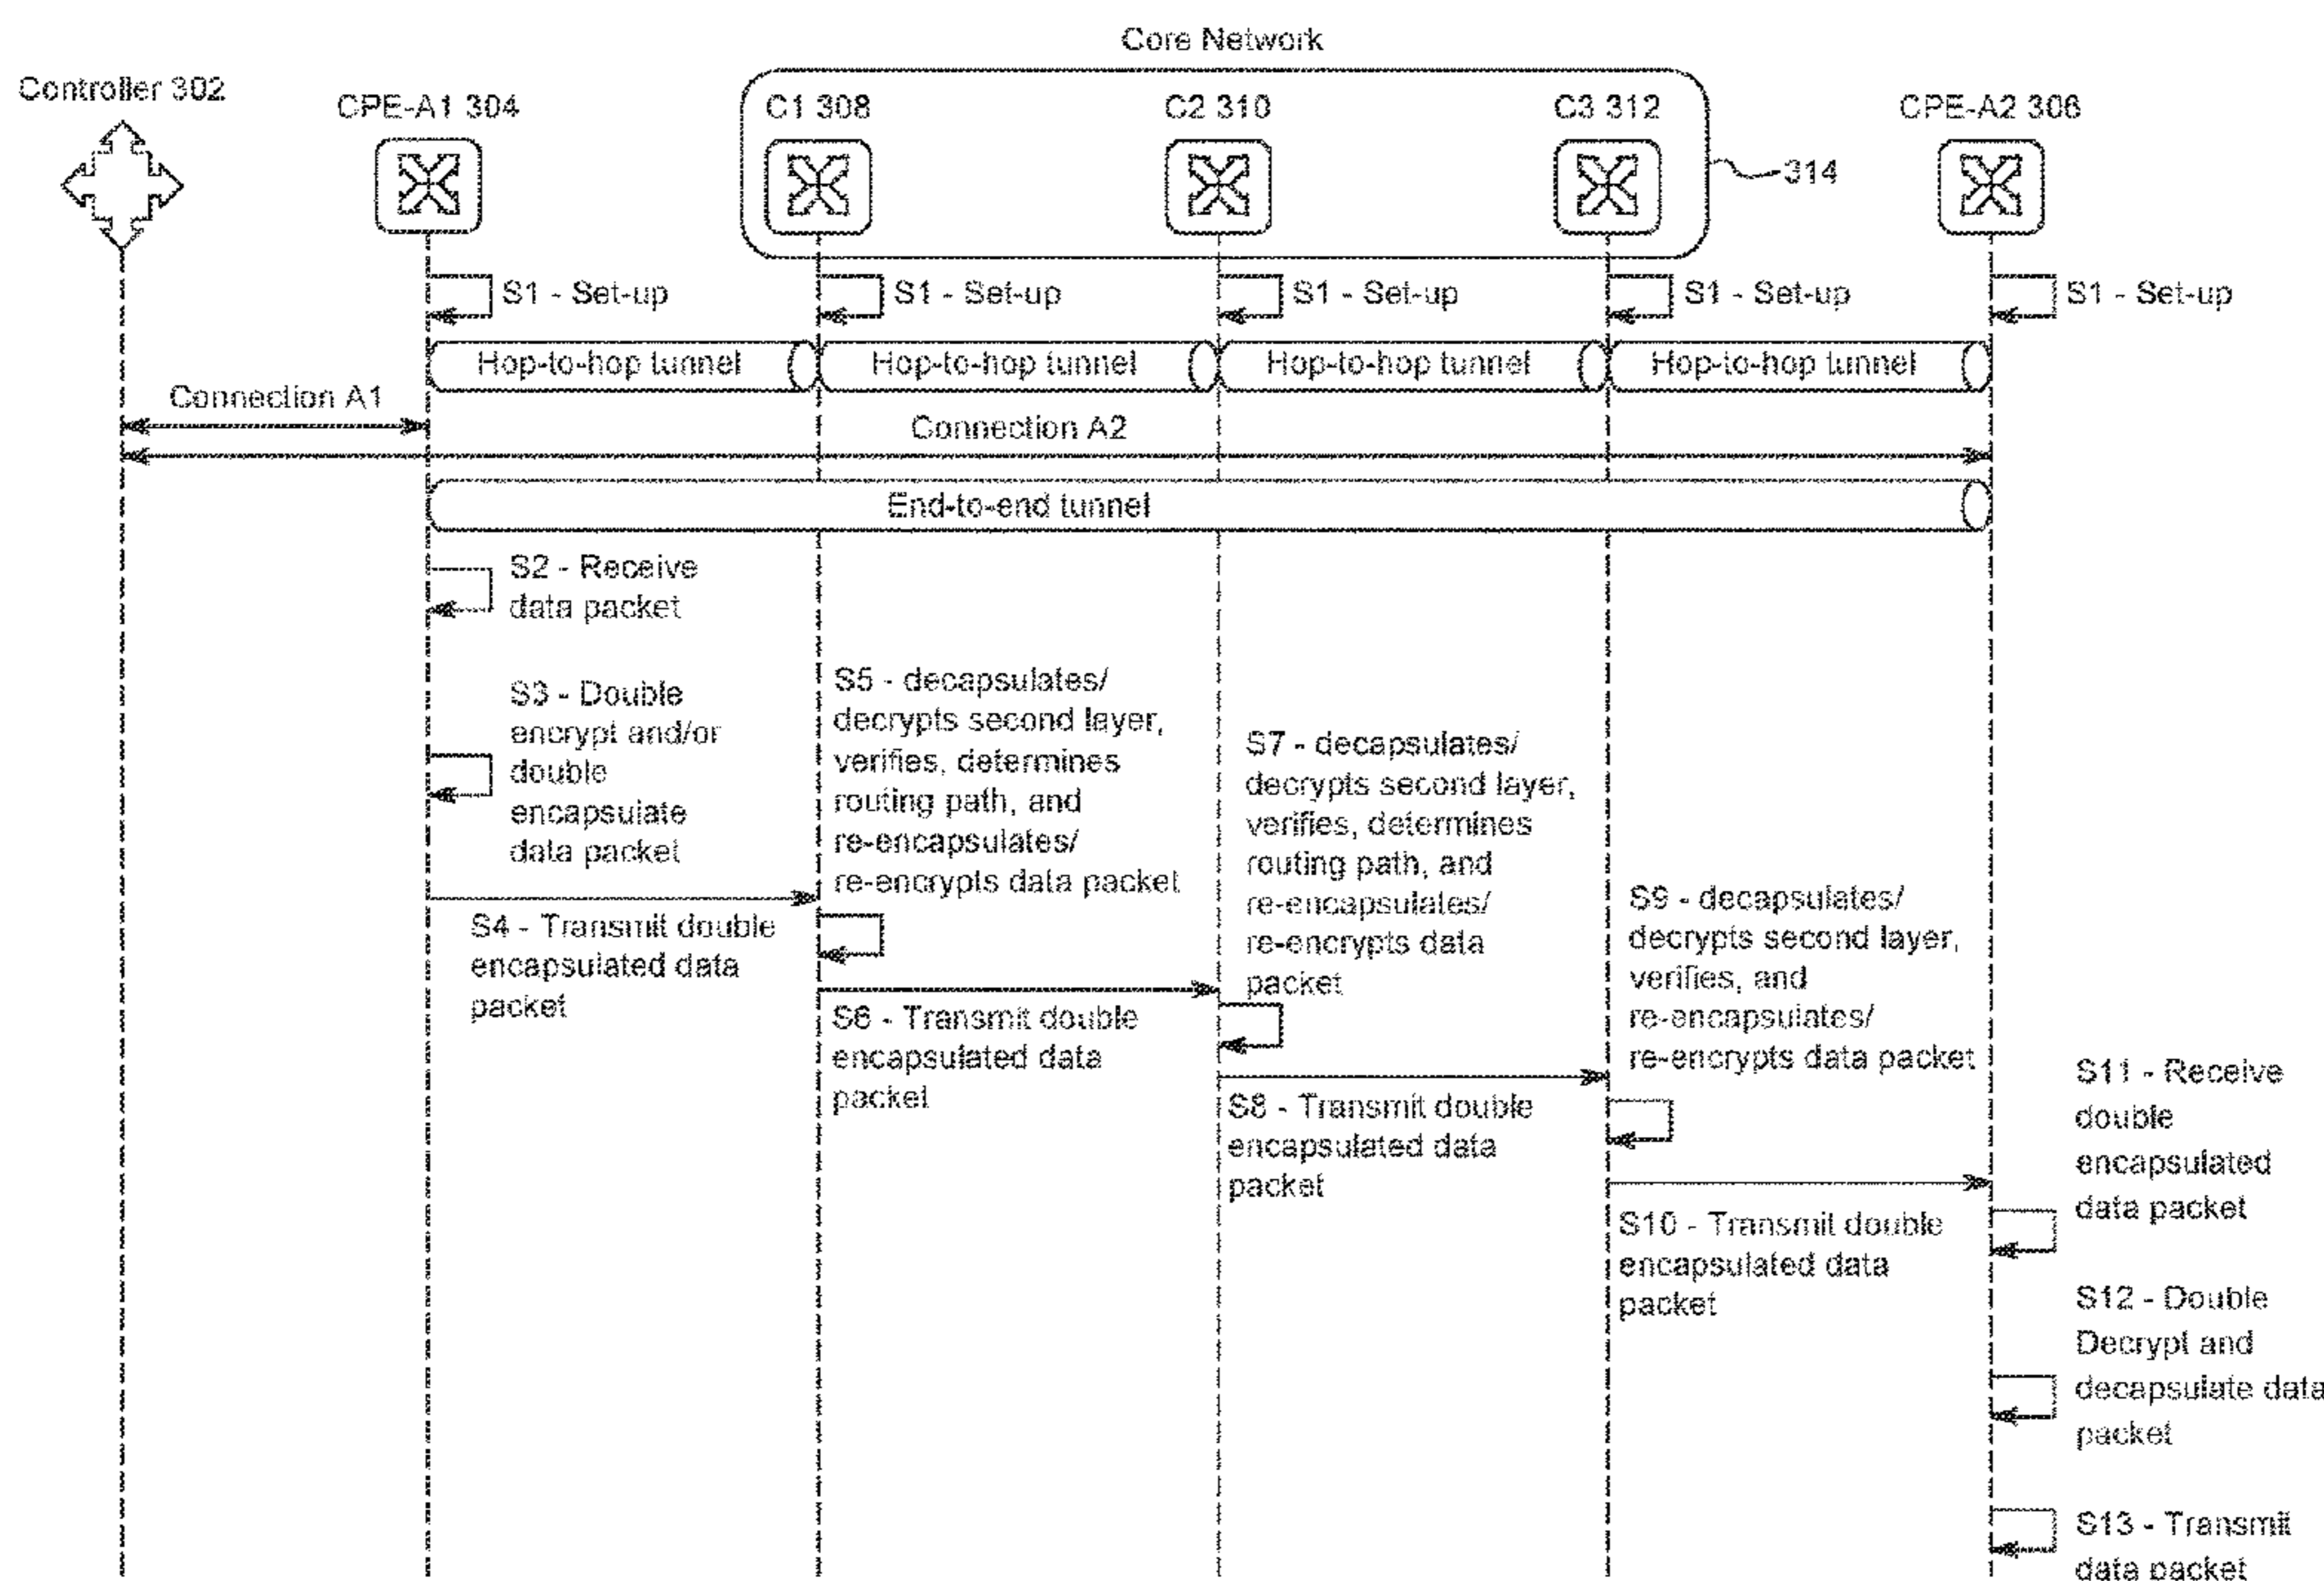 Core Network
Controller 302
CPE-A1 304
C1 308
C2 310
C3 312
CPE-A2 306
314
S1 - Set-up
S1 - Set-up
S1 - Set-up
S1 - Set-up
S1 - Set-up
Hop-to-hop tunnel
Hop-to-hop tunnel
Hop-to-hop tunnel
Hop-to-hop tunnel
Connection A1
Connection A2
End-to-end tunnel
S2 - Receive
data packet
S3 - Double
encrypt and/or
double
encapsulate
data packet
S4 - Transmit double
encapsulated data
packet
S5 - decapsulates/
decrypts second layer,
verifies, determines
routing path, and
re-encapsulates/
re-encrypts data packet
S6 - Transmit double
encapsulated data
packet
S7 - decapsulates/
decrypts second layer,
verifies, determines
routing path, and
re-encapsulates/
re-encrypts data
packet
S8 - Transmit double
encapsulated data
packet
S9 - decapsulates/
decrypts second layer,
verifies, and
re-encapsulates/
re-encrypts data packet
S10 - Transmit double
encapsulated data
packet
S11 - Receive
double
encapsulated
data packet
S12 - Double
Decrypt and
decapsulate data
packet
S13 - Transmit
data packet